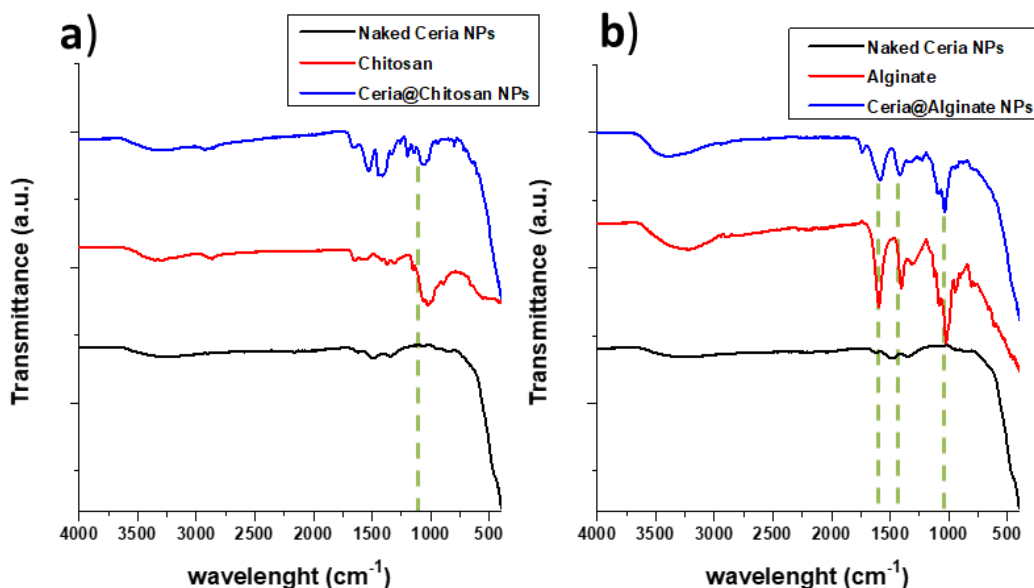 a)
Naked Ceria NPs
Chitosan
Ceria@Chitosan NPs
Transmittance (a.u.)
4000 3500 3000 2500 2000 1500 1000 500
wavelenght (cm⁻¹)
b)
Naked Ceria NPs
Alginate
Ceria@Alginate NPs
Transmittance (a.u.)
4000 3500 3000 2500 2000 1500 1000 500
wavelenght (cm⁻¹)